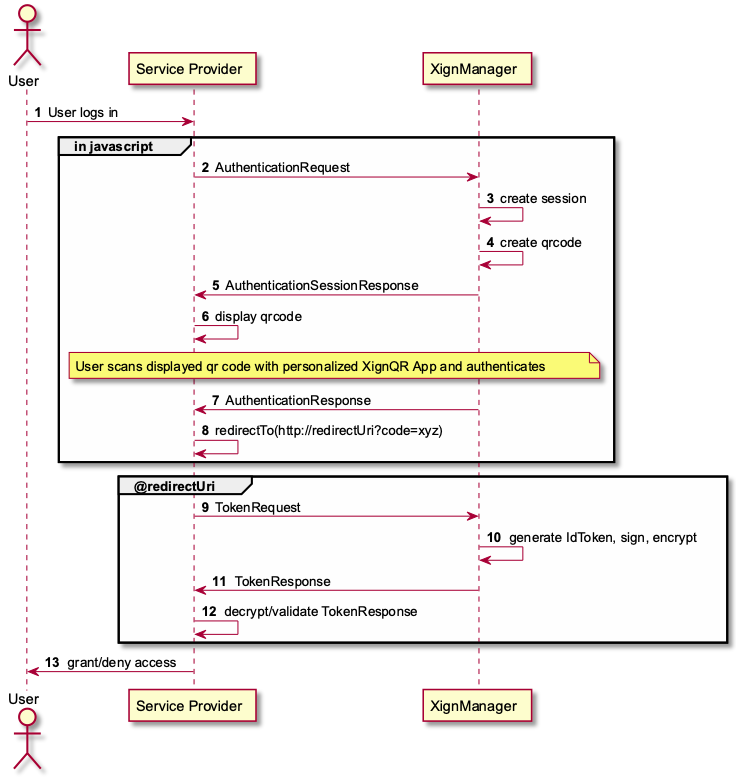 User
Service Provider
XignManager
1 User logs in
in javascript
2 AuthenticationRequest
3 create session
4 create qrcode
5 AuthenticationSessionResponse
6 display qrcode
User scans displayed qr code with personalized XignQR App and authenticates
7 AuthenticationResponse
8 redirectTo(http://redirectUri?code=xyz)
@redirectUri
9 TokenRequest
10 generate IdToken, sign, encrypt
11 TokenResponse
12 decrypt/validate TokenResponse
13 grant/deny access
User
Service Provider
XignManager